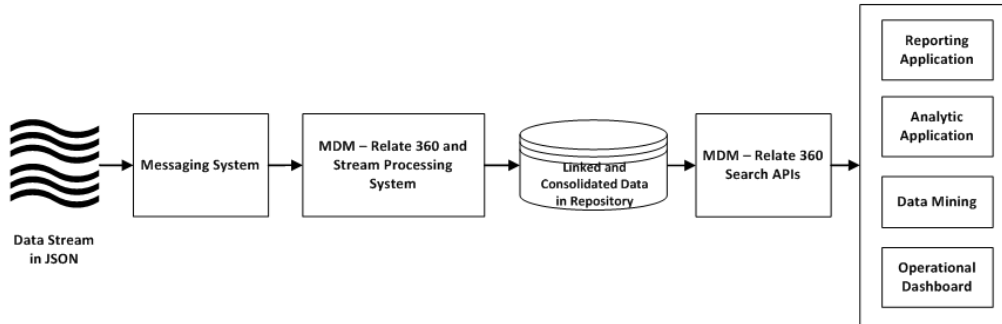 Data Stream
in JSON
Messaging System
MDM – Relate 360 and
Stream Processing
System
Linked and
Consolidated Data
in Repository
MDM – Relate 360
Search APIs
Reporting
Application
Analytic
Application
Data Mining
Operational
Dashboard